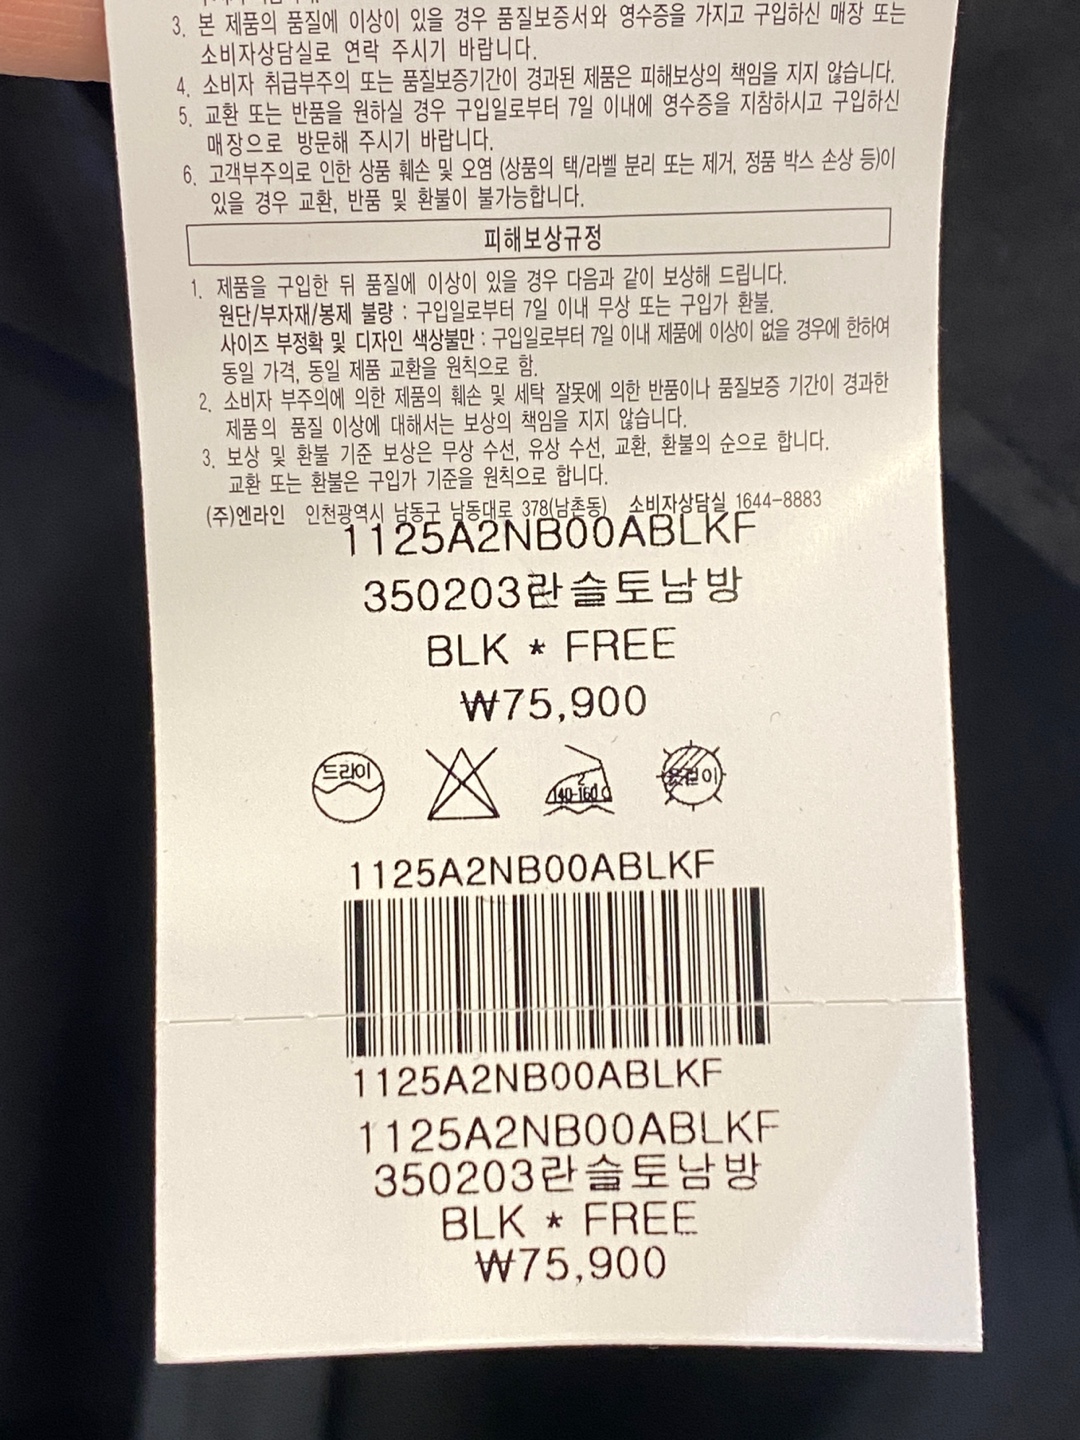 3. 본 제품의 품질에 이상이 있을 경우 품질보증서와 영수증을 가지고 구입하신 매장 또는
소비자상담실로 연락 주시기 바랍니다.
4. 소비자 취급부주의 또는 품질보증기간이 경과된 제품은 피해보상의 책임을 지지 않습니다.
5. 교환 또는 반품을 원하실 경우 구입일로부터 7일 이내에 영수증을 지참하시고 구입하신
매장으로 방문해 주시기 바랍니다.
6. 고객부주의로 인한 상품 훼손 및 오염 (상품의 택/라벨 분리 또는 제거, 정품 박스 손상 등)이
있을 경우 교환, 반품 및 환불이 불가능합니다.
피해보상규정
1. 제품을 구입한 뒤 품질에 이상이 있을 경우 다음과 같이 보상해 드립니다.
원단/부자재/봉제 불량 : 구입일로부터 7일 이내 무상 또는 구입가 환불.
사이즈 부정확 및 디자인 색상불만 : 구입일로부터 7일 이내 제품에 이상이 없을 경우에 한하여
동일 가격, 동일 제품 교환을 원칙으로 함.
2. 소비자 부주의에 의한 제품의 훼손 및 세탁 잘못에 의한 반품이나 품질보증 기간이 경과한
제품의 품질 이상에 대해서는 보상의 책임을 지지 않습니다.
3. 보상 및 환불 기준 보상은 무상 수선, 유상 수선, 교환, 환불의 순으로 합니다.
교환 또는 환불은 구입가 기준을 원칙으로 합니다.
(주)엔라인 인천광역시 남동구 남동대로 378(남촌동) 소비자상담실 1644-8883
1125A2NB00ABLKF
350203란슬토남방
BLK * FREE
₩75,900
드라이 2 140-160℃ 옷걸이
1125A2NB00ABLKF
1125A2NB00ABLKF
1125A2NB00ABLKF
350203란슬토남방
BLK * FREE
₩75,900